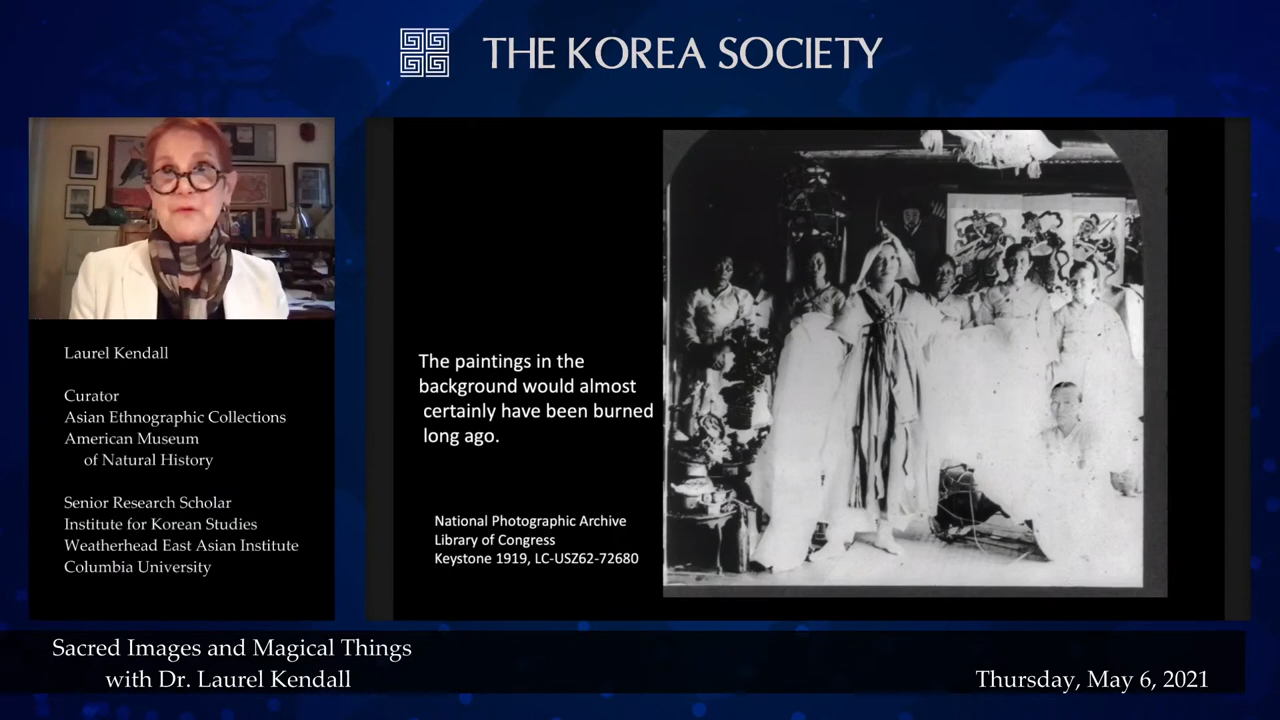 THE KOREA SOCIETY
Laurel Kendall
Curator
Asian Ethnographic Collections
American Museum
of Natural History
Senior Research Scholar
Institute for Korean Studies
Weatherhead East Asian Institute
Columbia University
The paintings in the
background would almost
certainly have been burned
long ago.
National Photographic Archive
Library of Congress
Keystone 1919, LC-USZ62-72680
Sacred Images and Magical Things
with Dr. Laurel Kendall
Thursday, May 6, 2021